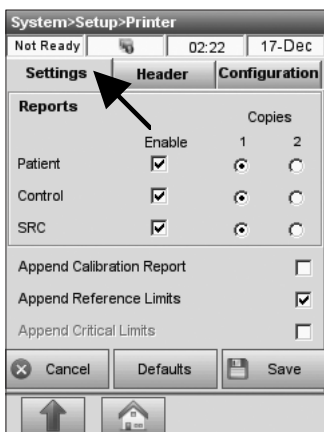 System>Setup>Printer
Not Ready 02:22 17-Dec
Settings Header Configuration
Reports Copies
Enable 1 2
Patient
Control
SRC
Append Calibration Report
Append Reference Limits
Append Critical Limits
Cancel Defaults Save